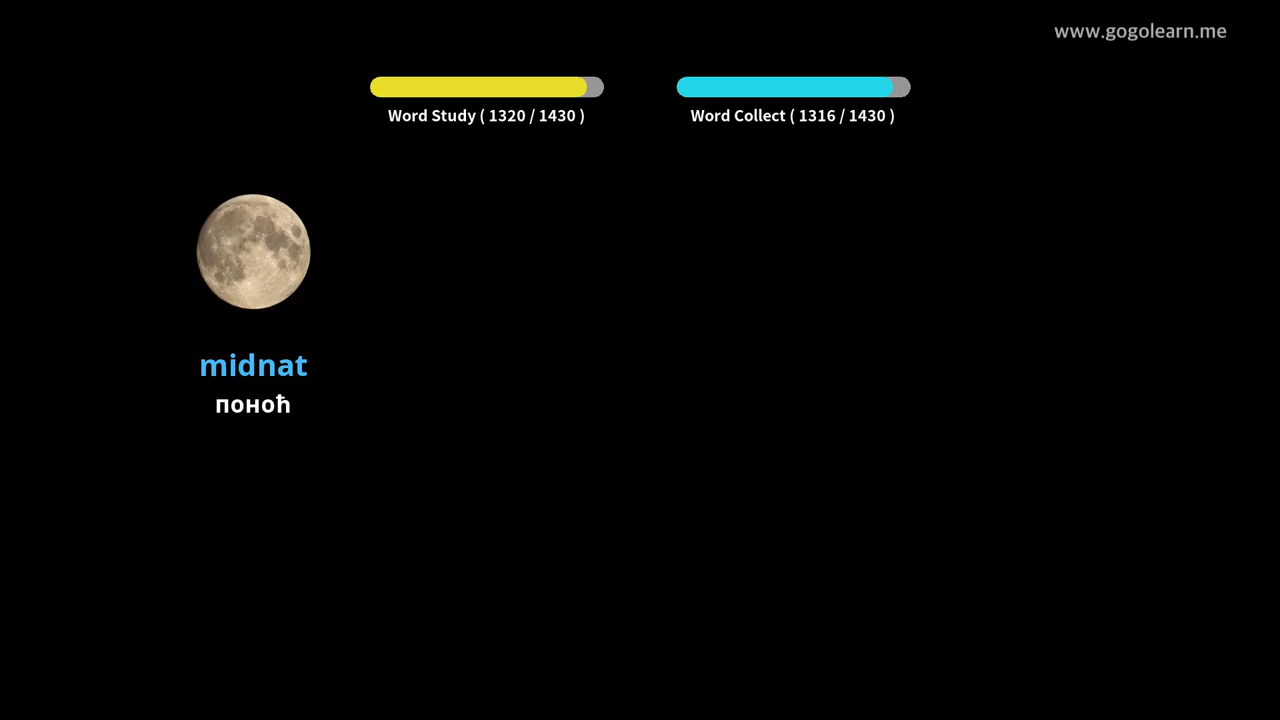 www.gogolearn.me
Word Study ( 1320 / 1430 )
Word Collect ( 1316 / 1430 )
midnat
поноћ